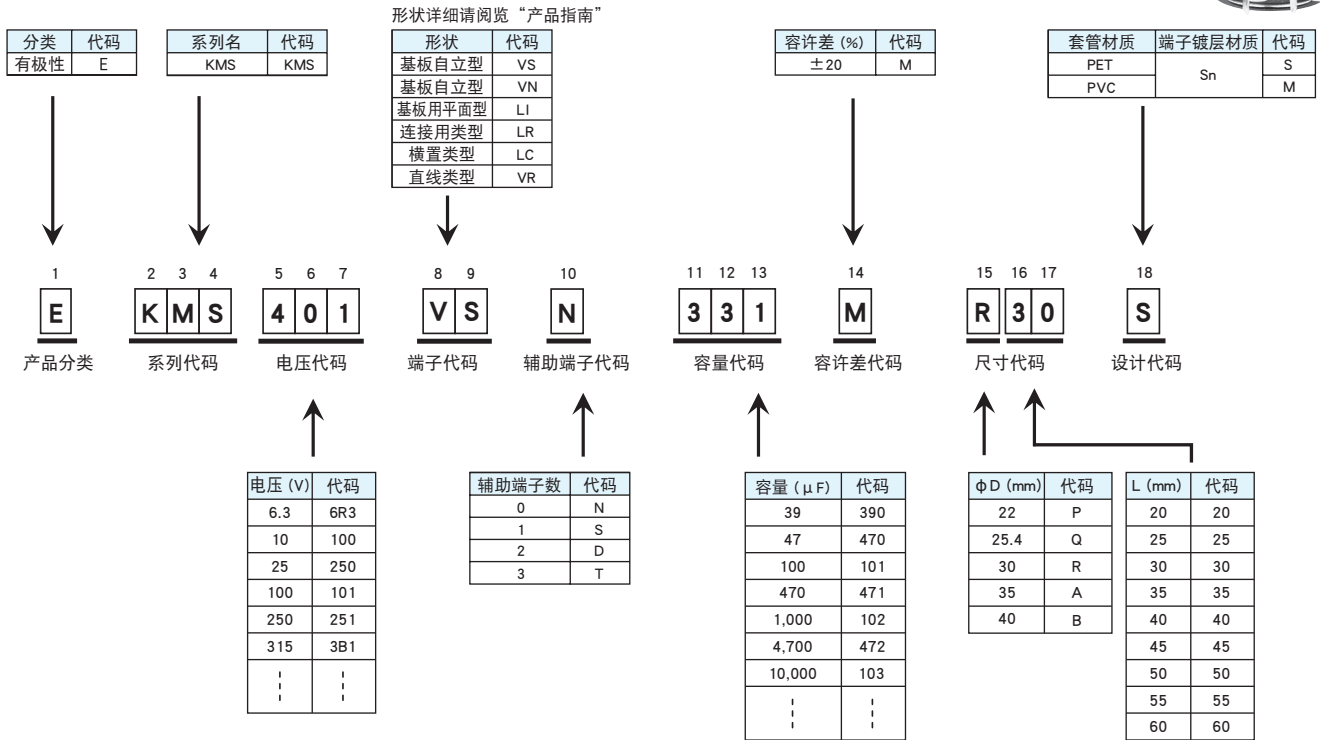 形状详细请阅览“产品指南”
分类 代码
有极性 E
系列名 代码
KMS KMS
形状 代码
基板自立型 VS
基板自立型 VN
基板用平面型 LI
连接用类型 LR
横置类型 LC
直线类型 VR
容许差 (%) 代码
±20 M
套管材质 端子镀层材质 代码
PET Sn S
PVC M
1 2 3 4 5 6 7 8 9 10 11 12 13 14 15 16 17 18
E K M S 4 0 1 V S N 3 3 1 M R 3 0 S
产品分类 系列代码 电压代码 端子代码 辅助端子代码 容量代码 容许差代码 尺寸代码 设计代码
电压 (V) 代码
6.3 6R3
10 100
25 250
100 101
250 251
315 3B1
辅助端子数 代码
0 N
1 S
2 D
3 T
容量 (μF) 代码
39 390
47 470
100 101
470 471
1,000 102
4,700 472
10,000 103
φD (mm) 代码
22 P
25.4 Q
30 R
35 A
40 B
L (mm) 代码
20 20
25 25
30 30
35 35
40 40
45 45
50 50
55 55
60 60